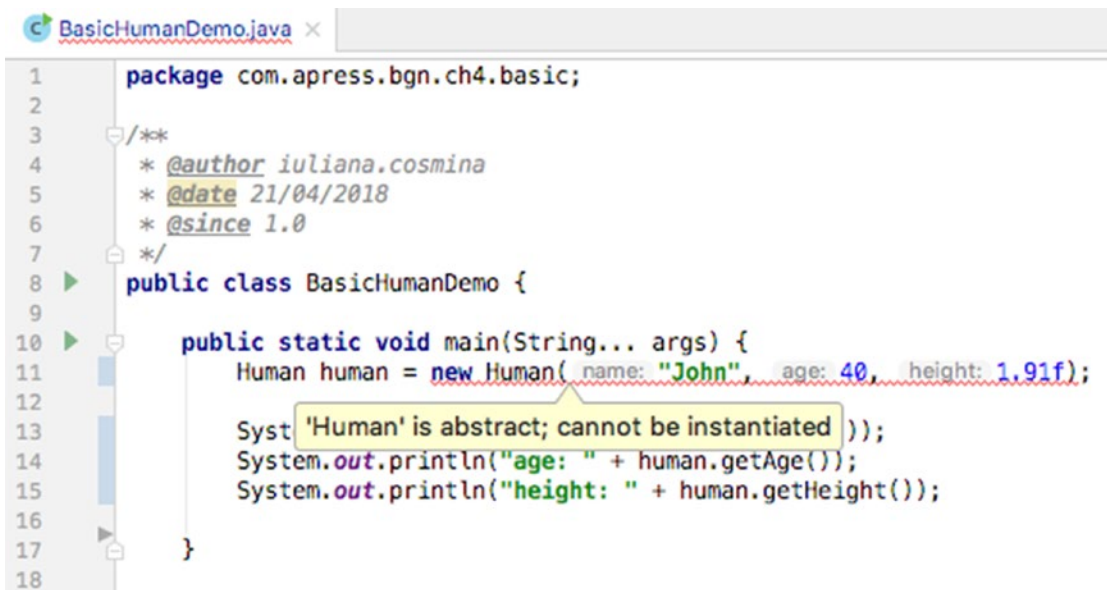 C BasicHumanDemo.java ×
1 package com.apress.bgn.ch4.basic;
2
3 /**
4 * @author iuliana.cosmina
5 * @date 21/04/2018
6 * @since 1.0
7 */
8 public class BasicHumanDemo {
9
10 public static void main(String... args) {
11 Human human = new Human( name: "John", age: 40, height: 1.91f);
12
13 Syst 'Human' is abstract; cannot be instantiated ));
14 System.out.println("age: " + human.getAge());
15 System.out.println("height: " + human.getHeight());
16
17 }
18